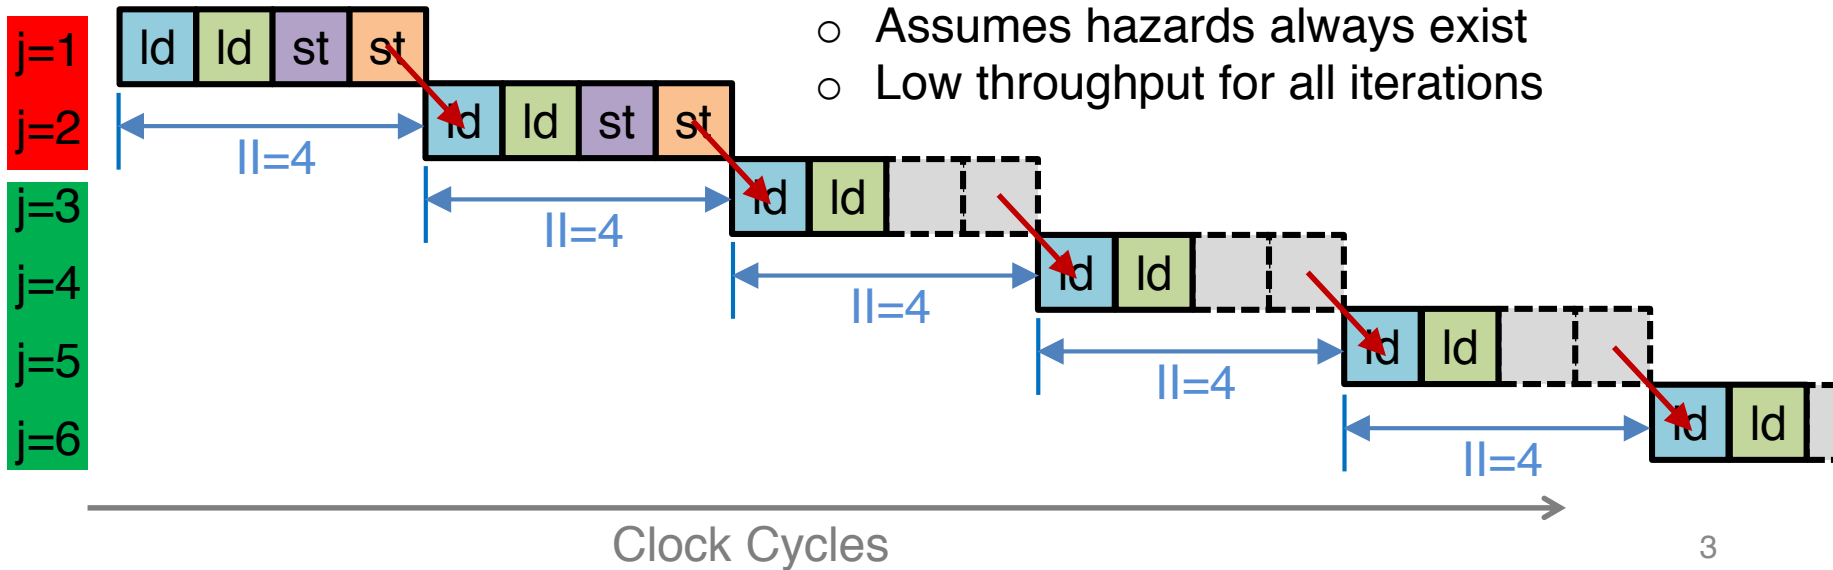 ○ Assumes hazards always exist
○ Low throughput for all iterations
j=1 ld ld st st
j=2 ld ld st st
II=4
j=3 ld ld
II=4
j=4 ld ld
II=4
j=5 ld ld
II=4
j=6 ld ld
II=4
Clock Cycles
3